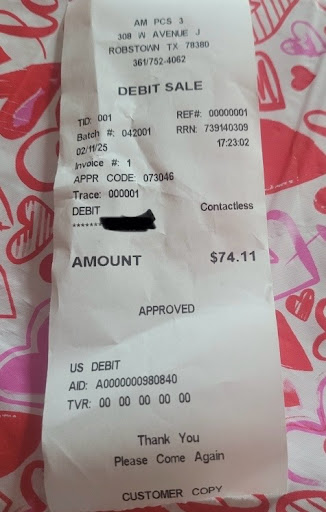 AM PCS 3
308 W AVENUE J
ROBSTOWN TX 78380
361/752-4062
DEBIT SALE
TID: 001 REF#: 00000001
Batch #: 042001 RRN: 739140309
02/11/25 17:23:02
Invoice #: 1
APPR CODE: 073046
Trace: 000001
DEBIT Contactless
*******
AMOUNT $74.11
APPROVED
US DEBIT
AID: A0000000980840
TVR: 00 00 00 00 00
Thank You
Please Come Again
CUSTOMER COPY